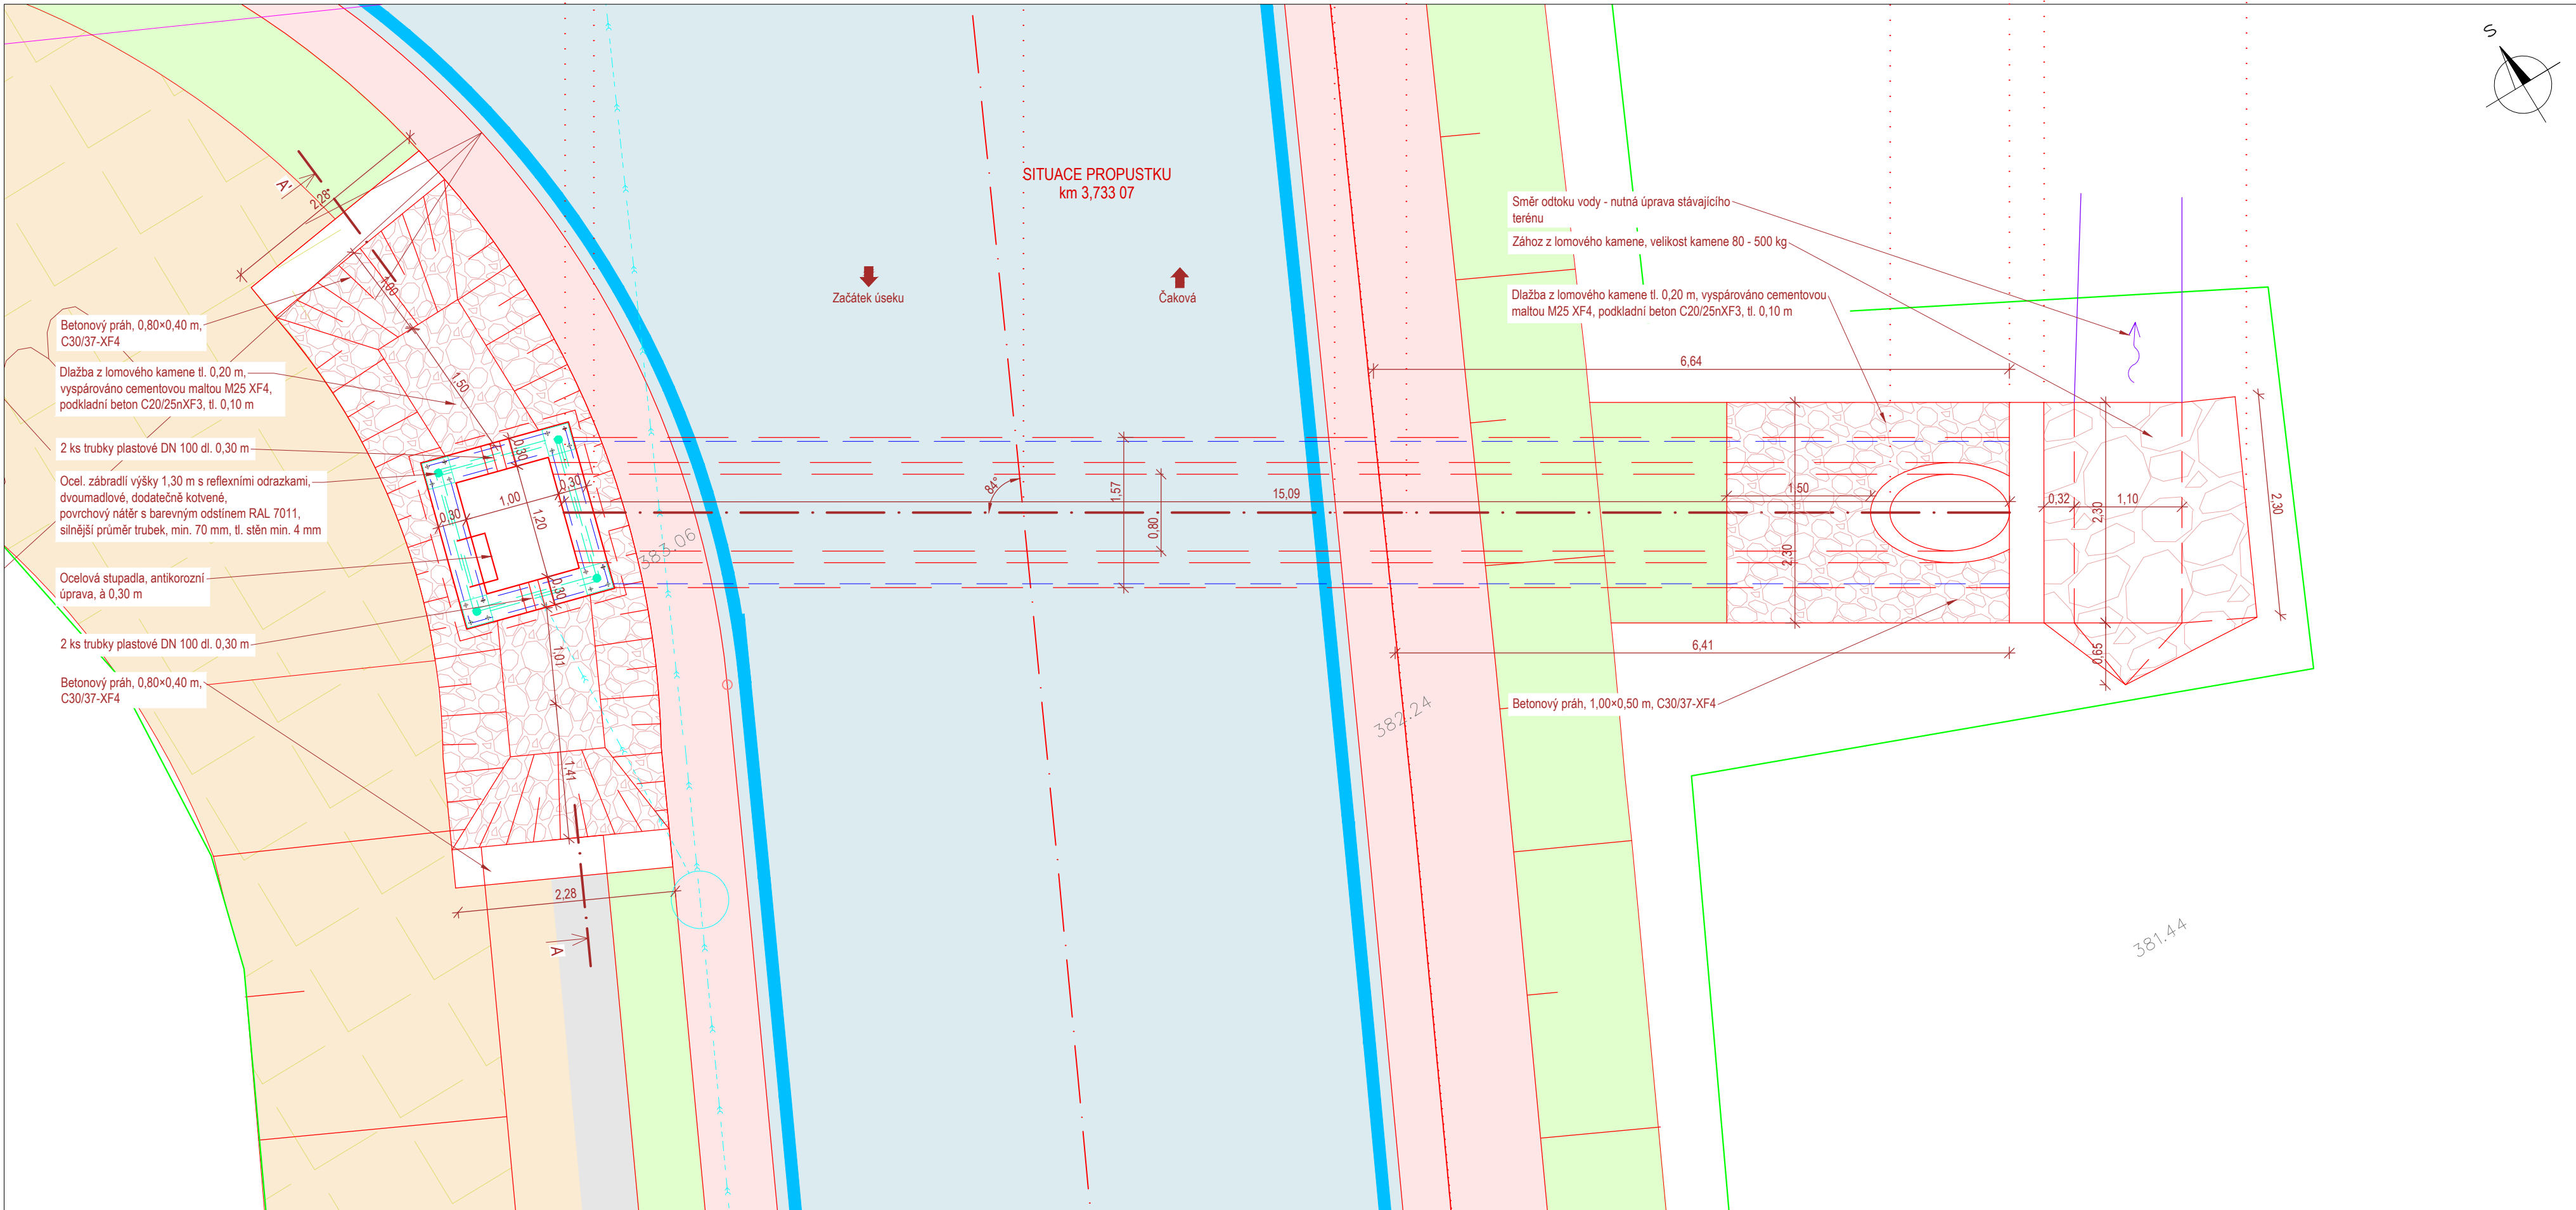 S
SITUACE PROPUSTKU
km 3,733 07
Začátek úseku
Čaková
Směr odtoku vody - nutná úprava stávajícího
terénu
Zához z lomového kamene, velikost kamene 80 - 500 kg
Dlažba z lomového kamene tl. 0,20 m, vyspárováno cementovou
maltou M25 XF4, podkladní beton C20/25nXF3, tl. 0,10 m
Betonový práh, 1,00×0,50 m, C30/37-XF4
Betonový práh, 0,80×0,40 m,
C30/37-XF4
Dlažba z lomového kamene tl. 0,20 m,
vyspárováno cementovou maltou M25 XF4,
podkladní beton C20/25nXF3, tl. 0,10 m
2 ks trubky plastové DN 100 dl. 0,30 m
Ocel. zábradlí výšky 1,30 m s reflexními odrazkami,
dvoumadlové, dodatečně kotvené,
povrchový nátěr s barevným odstínem RAL 7011,
silnější průměr trubek, min. 70 mm, tl. stěn min. 4 mm
Ocelová stupadla, antikorozní
úprava, à 0,30 m
2 ks trubky plastové DN 100 dl. 0,30 m
Betonový práh, 0,80×0,40 m,
C30/37-XF4
A'
2,28
1,00
1,50
0,30
1,00
0,30
0,30
1,20
0,30
1,01
1,41
2,28
A
383.06
84°
1,57
0,80
15,09
6,64
1,50
2,30
6,41
0,32
2,30
1,10
2,30
0,65
382.24
381.44